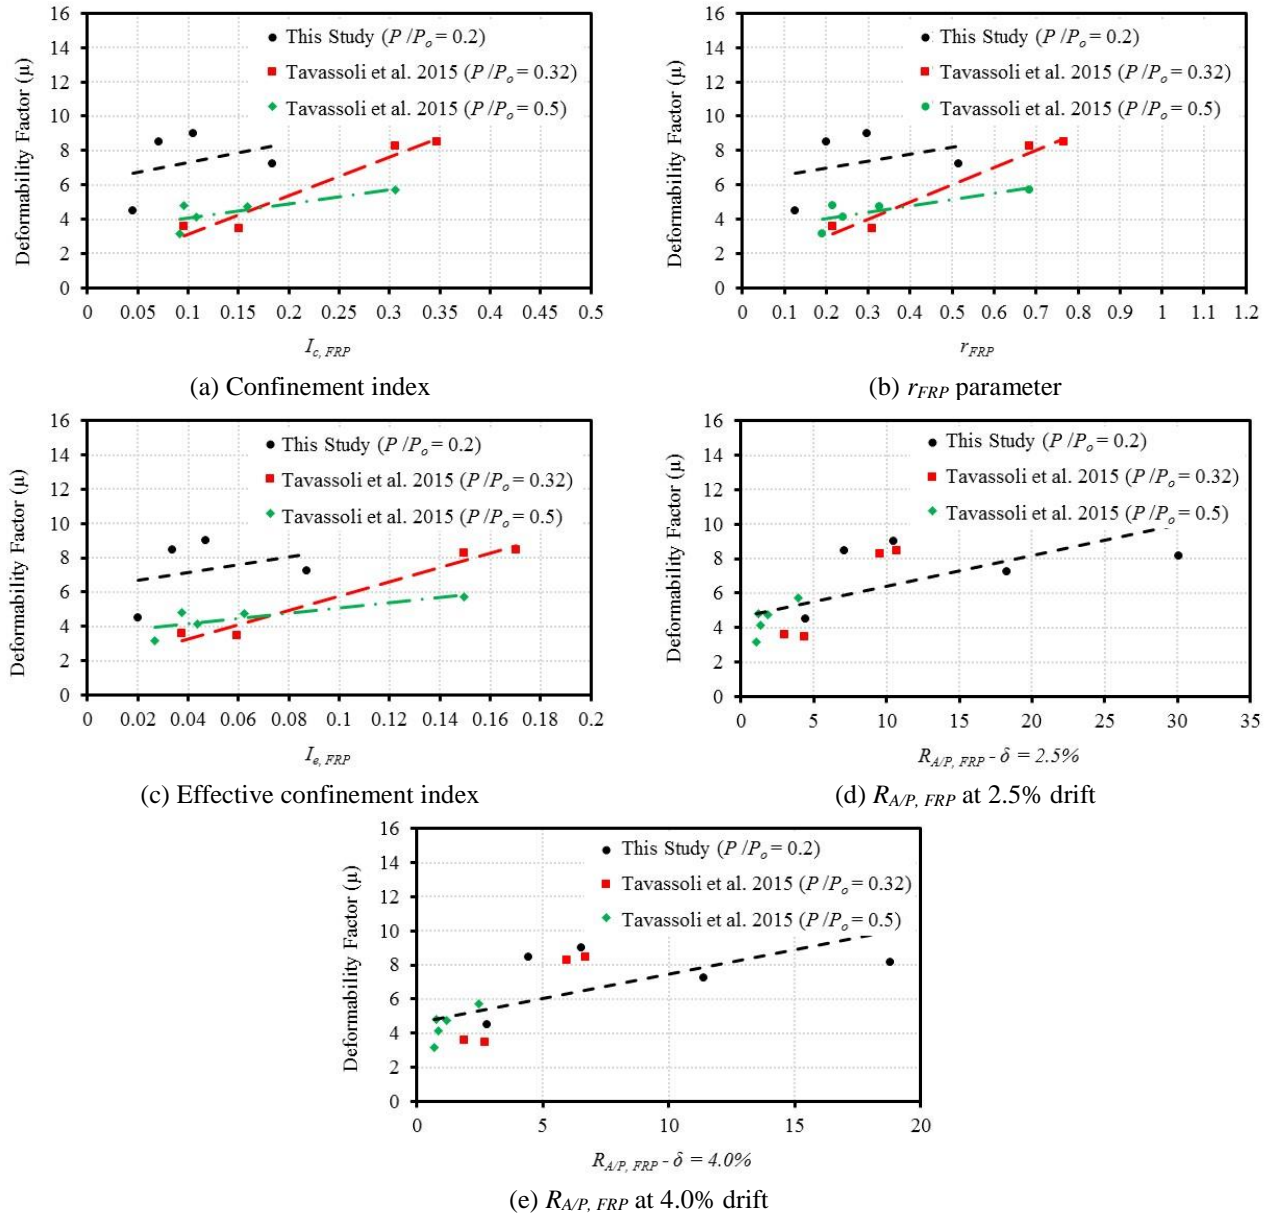 16
14
12
10
8
6
4
2
0
Deformability Factor (μ)
This Study (P/Po = 0.2)
Tavassoli et al. 2015 (P/Po = 0.32)
Tavassoli et al. 2015 (P/Po = 0.5)
0 0.05 0.1 0.15 0.2 0.25 0.3 0.35 0.4 0.45 0.5
Ic, FRP
(a) Confinement index
16
14
12
10
8
6
4
2
0
Deformability Factor (μ)
This Study (P/Po = 0.2)
Tavassoli et al. 2015 (P/Po = 0.32)
Tavassoli et al. 2015 (P/Po = 0.5)
0 0.1 0.2 0.3 0.4 0.5 0.6 0.7 0.8 0.9 1 1.1 1.2
rFRP
(b) rFRP parameter
16
14
12
10
8
6
4
2
0
Deformability Factor (μ)
This Study (P/Po = 0.2)
Tavassoli et al. 2015 (P/Po = 0.32)
Tavassoli et al. 2015 (P/Po = 0.5)
0 0.02 0.04 0.06 0.08 0.1 0.12 0.14 0.16 0.18 0.2
Ie, FRP
(c) Effective confinement index
16
14
12
10
8
6
4
2
0
Deformability Factor (μ)
This Study (P/Po = 0.2)
Tavassoli et al. 2015 (P/Po = 0.32)
Tavassoli et al. 2015 (P/Po = 0.5)
0 5 10 15 20 25 30 35
RA/P, FRP - δ = 2.5%
(d) RA/P, FRP at 2.5% drift
16
14
12
10
8
6
4
2
0
Deformability Factor (μ)
This Study (P/Po = 0.2)
Tavassoli et al. 2015 (P/Po = 0.32)
Tavassoli et al. 2015 (P/Po = 0.5)
0 5 10 15 20
RA/P, FRP - δ = 4.0%
(e) RA/P, FRP at 4.0% drift